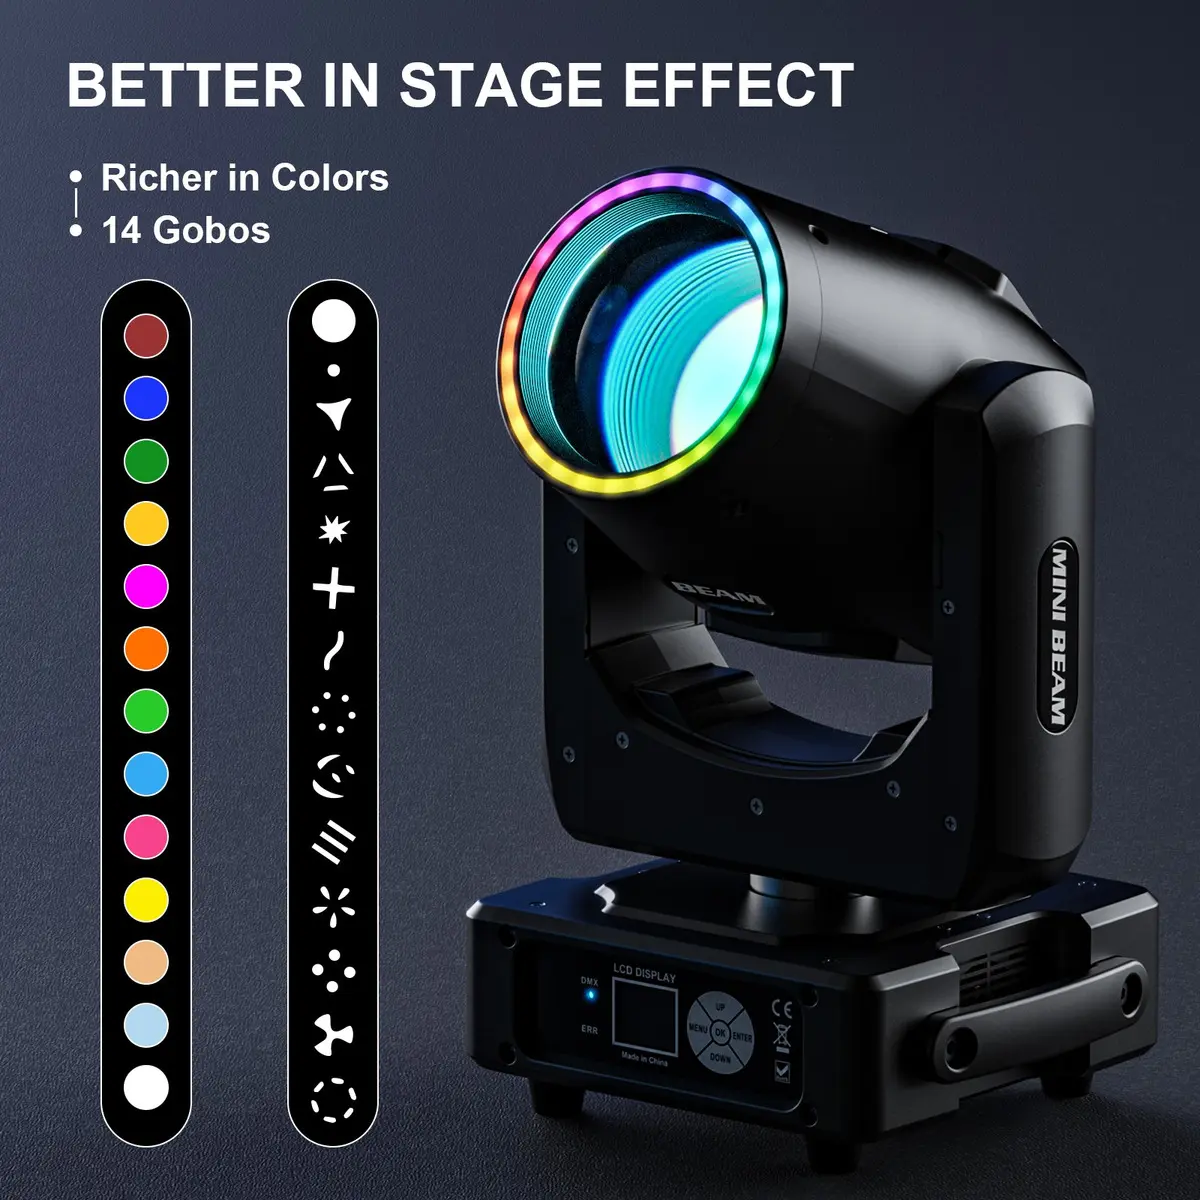 BETTER IN STAGE EFFECT
• Richer in Colors
• 14 Gobos
BEAM
MINI BEAM
LCD DISPLAY
DMX
ERR
UP
MENU
OK
ENTER
DOWN
CE
Made in China